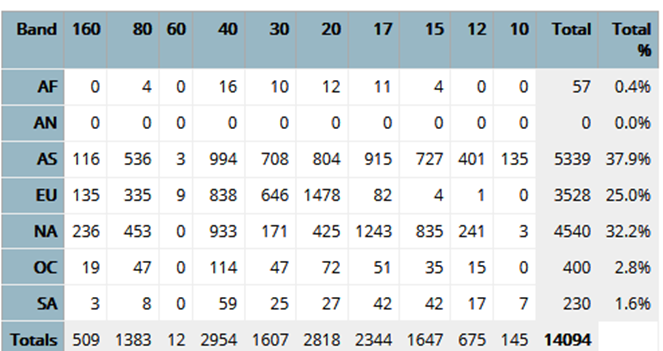 Band 160 80 60 40 30 20 17 15 12 10 Total Total %
AF 0 4 0 16 10 12 11 4 0 0 57 0.4%
AN 0 0 0 0 0 0 0 0 0 0 0 0.0%
AS 116 536 3 994 708 804 915 727 401 135 5339 37.9%
EU 135 335 9 838 646 1478 82 4 1 0 3528 25.0%
NA 236 453 0 933 171 425 1243 835 241 3 4540 32.2%
OC 19 47 0 114 47 72 51 35 15 0 400 2.8%
SA 3 8 0 59 25 27 42 42 17 7 230 1.6%
Totals 509 1383 12 2954 1607 2818 2344 1647 675 145 14094